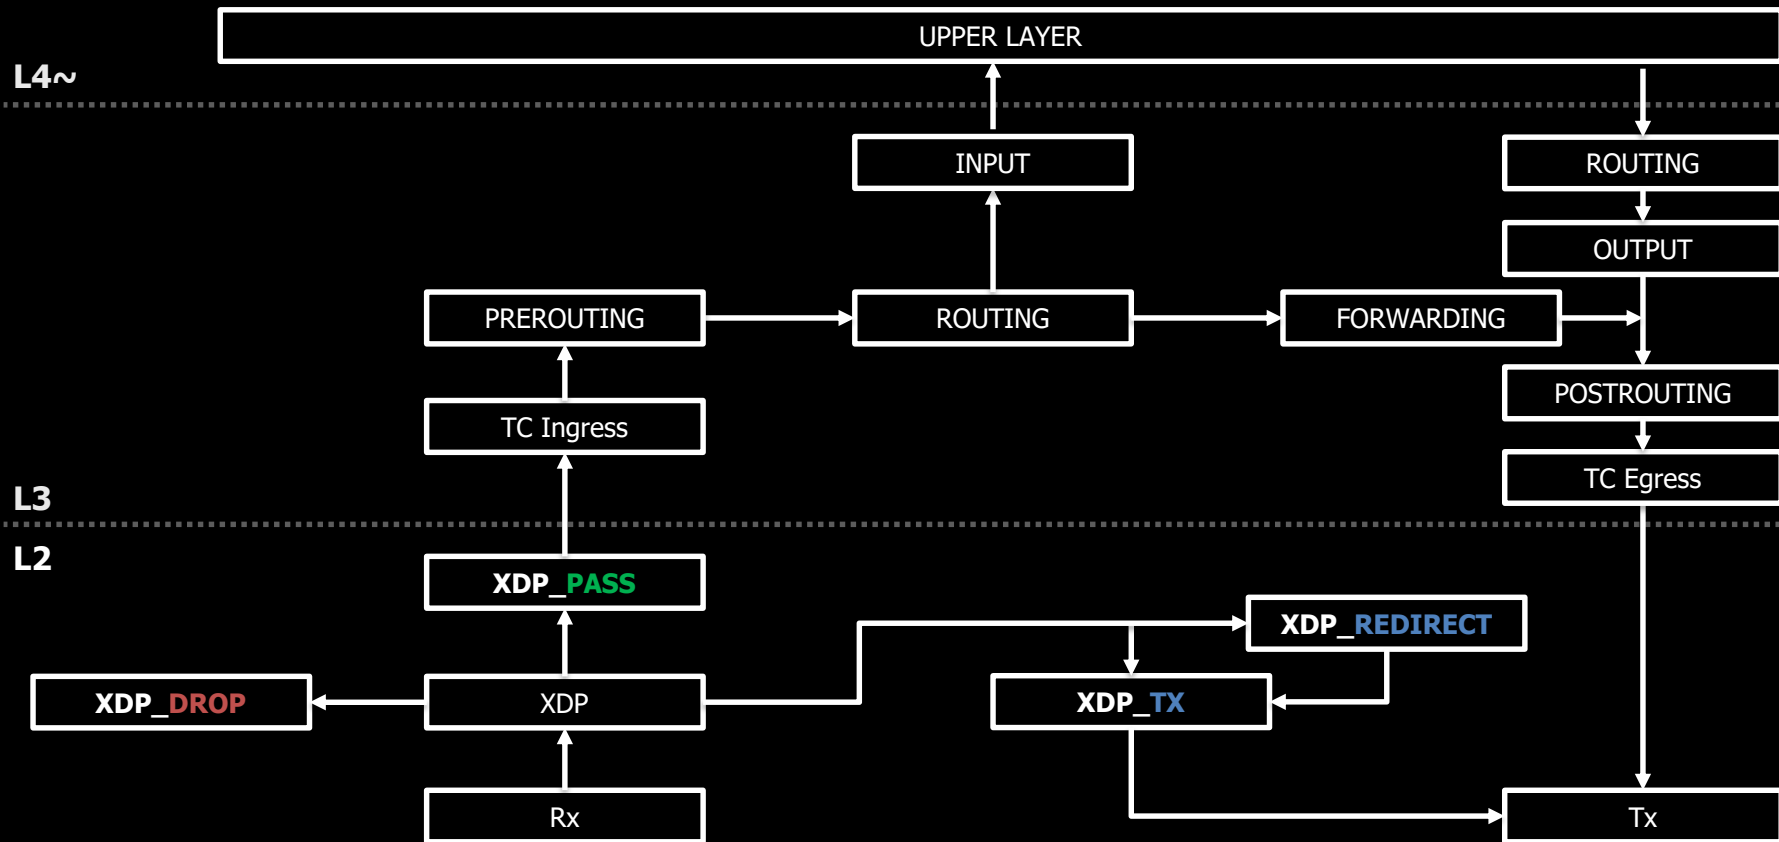 UPPER LAYER
L4~
INPUT
ROUTING
OUTPUT
PREROUTING
ROUTING
FORWARDING
POSTROUTING
TC Ingress
TC Egress
L3
L2
XDP_PASS
XDP_REDIRECT
XDP_DROP
XDP
XDP_TX
Rx
Tx